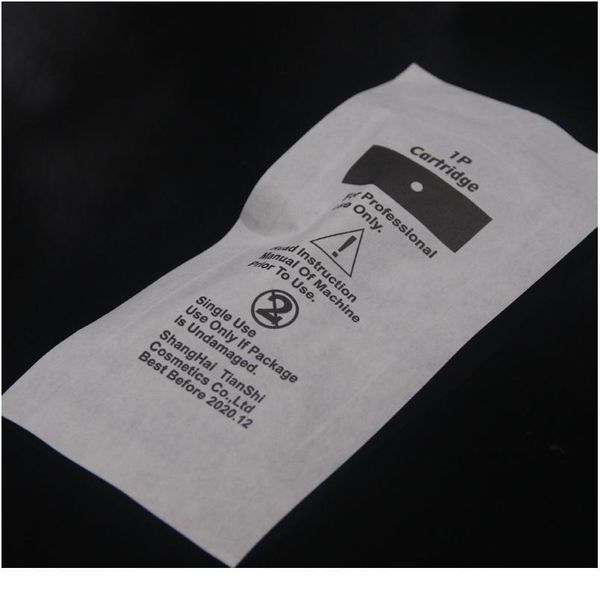 1P
Cartridge
For Professional
Use Only.
Read Instruction
Manual Of Machine
Prior To Use.
2
Single Use
Use Only If Package
Is Undamaged.
ShangHai TianShi
Cosmetics Co.,Ltd
Best Before 2020.12